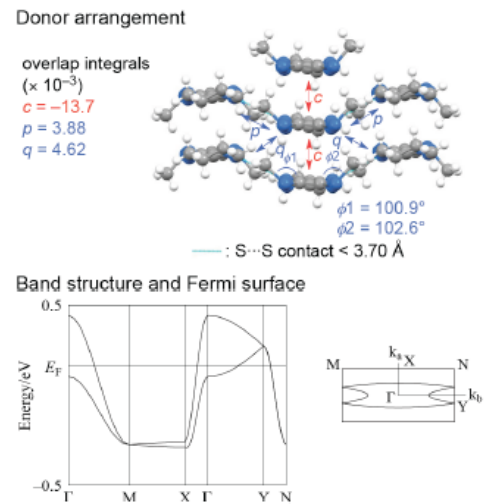 Donor arrangement
overlap integrals
(× 10⁻³)
c = –13.7
p = 3.88
q = 4.62
c
p
p
q
q
c
ϕ1
ϕ2
ϕ1 = 100.9°
ϕ2 = 102.6°
: S···S contact < 3.70 Å
Band structure and Fermi surface
0.5
E_F
–0.5
Energy/eV
Γ M X Γ Y N
k_a
M X N
Γ k_b
Y